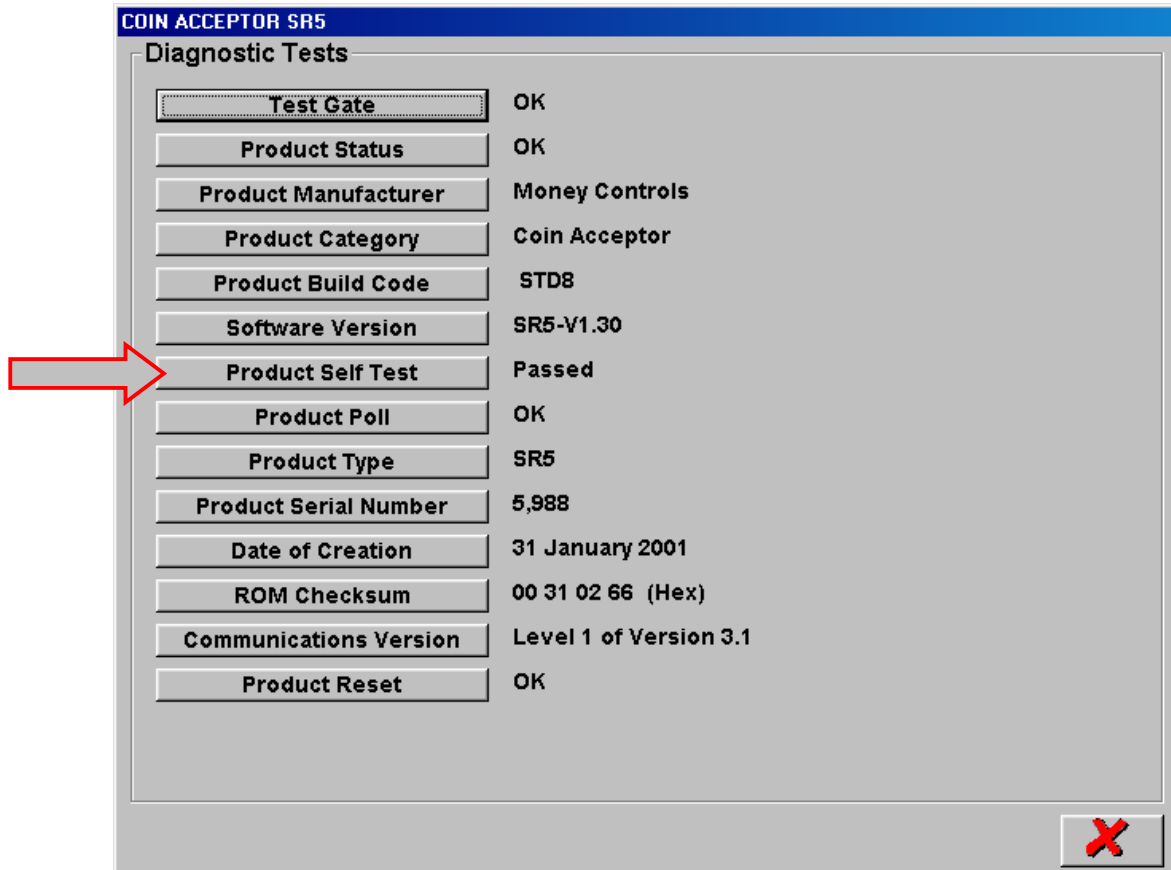 COIN ACCEPTOR SR5
Diagnostic Tests
Test Gate OK
Product Status OK
Product Manufacturer Money Controls
Product Category Coin Acceptor
Product Build Code STD8
Software Version SR5-V1.30
Product Self Test Passed
Product Poll OK
Product Type SR5
Product Serial Number 5,988
Date of Creation 31 January 2001
ROM Checksum 00 31 02 66 (Hex)
Communications Version Level 1 of Version 3.1
Product Reset OK